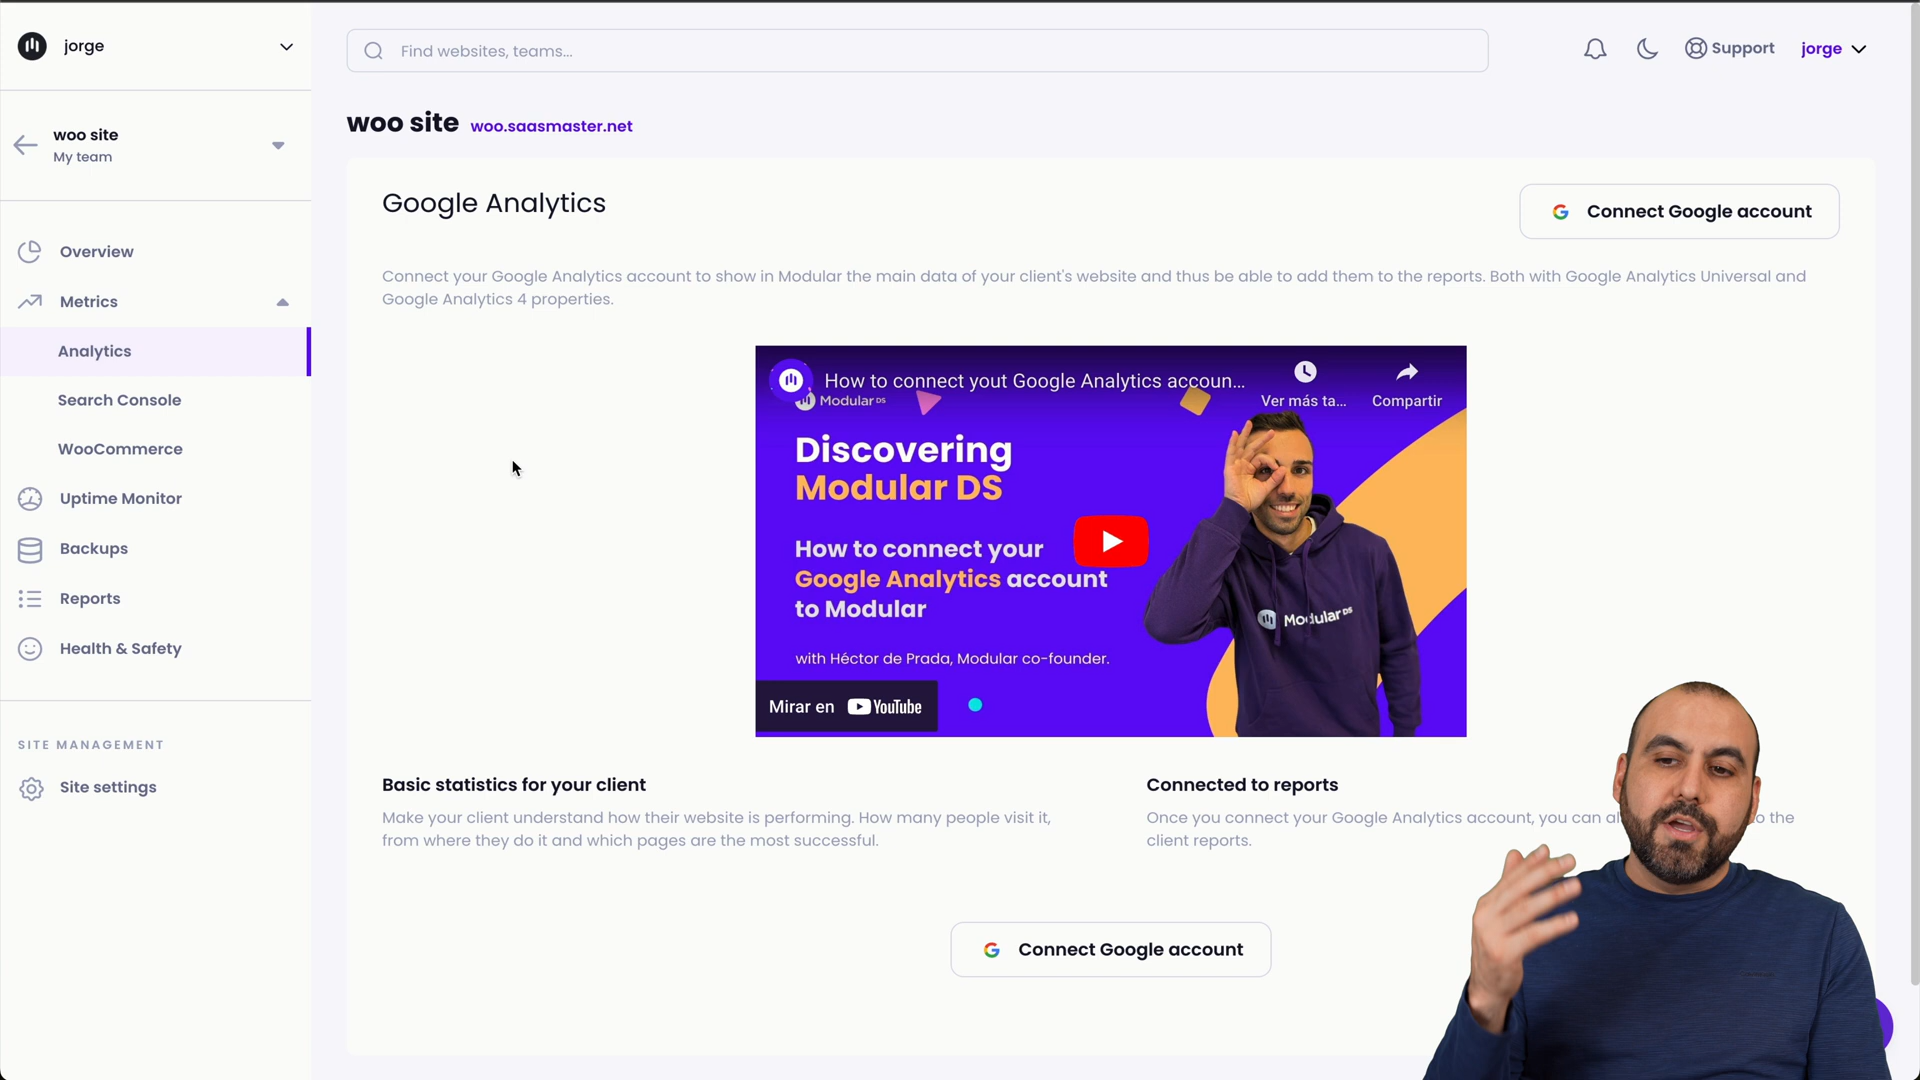 jorge
Find websites, teams...
Support
jorge
woo site
My team
woo site woo.saasmaster.net
Google Analytics
Connect Google account
Connect your Google Analytics account to show in Modular the main data of your client's website and thus be able to add them to the reports. Both with Google Analytics Universal and
Google Analytics 4 properties.
Overview
Metrics
Analytics
Search Console
WooCommerce
Uptime Monitor
Backups
Reports
Health & Safety
SITE MANAGEMENT
Site settings
How to connect yout Google Analytics accoun...
Ver más ta...
Compartir
Modular DS
Discovering
Modular DS
How to connect your
Google Analytics account
to Modular
with Héctor de Prada, Modular co-founder.
Modular DS
Mirar en YouTube
Basic statistics for your client
Make your client understand how their website is performing. How many people visit it,
from where they do it and which pages are the most successful.
Connected to reports
Once you connect your Google Analytics account, you can the
client reports.
Connect Google account